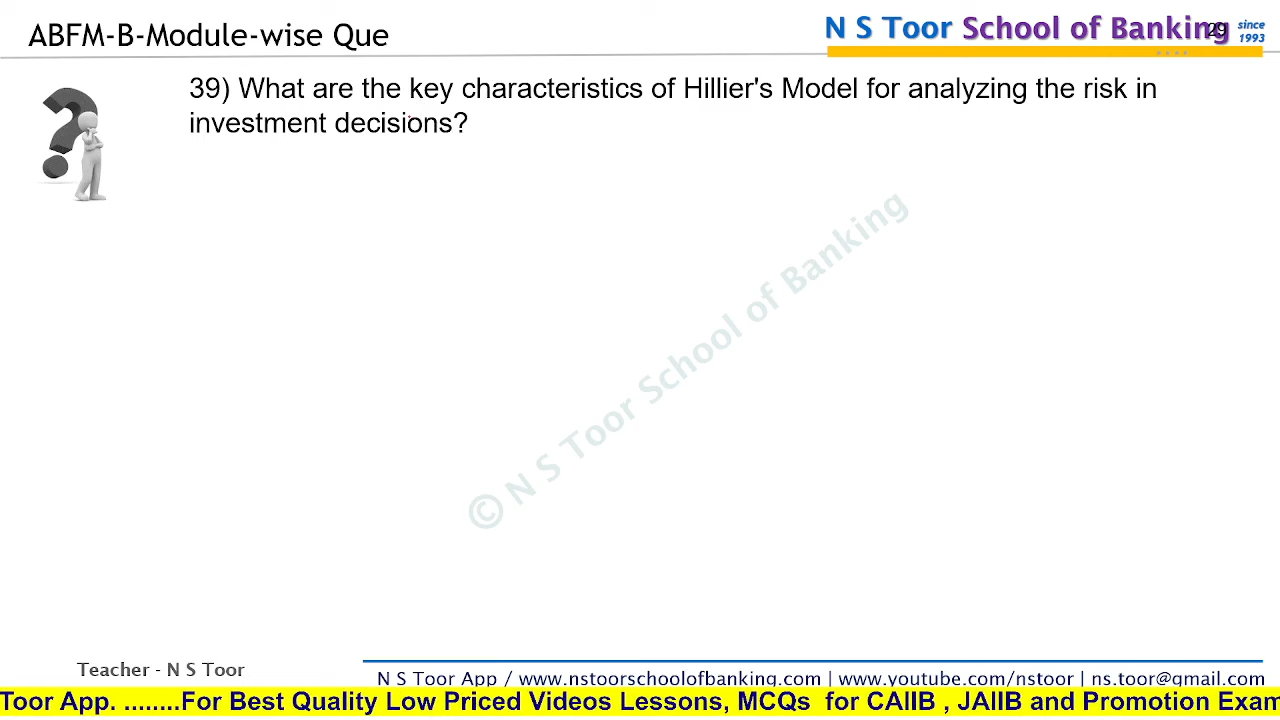 ABFM-B-Module-wise Que
N S Toor School of Banking
29
since
1993
39) What are the key characteristics of Hillier's Model for analyzing the risk in
investment decisions?
© N S Toor School of Banking
Teacher - N S Toor
N S Toor App / www.nstoorschoolofbanking.com | www.youtube.com/nstoor | ns.toor@gmail.com
Toor App. ........For Best Quality Low Priced Videos Lessons, MCQs for CAIIB , JAIIB and Promotion Exam